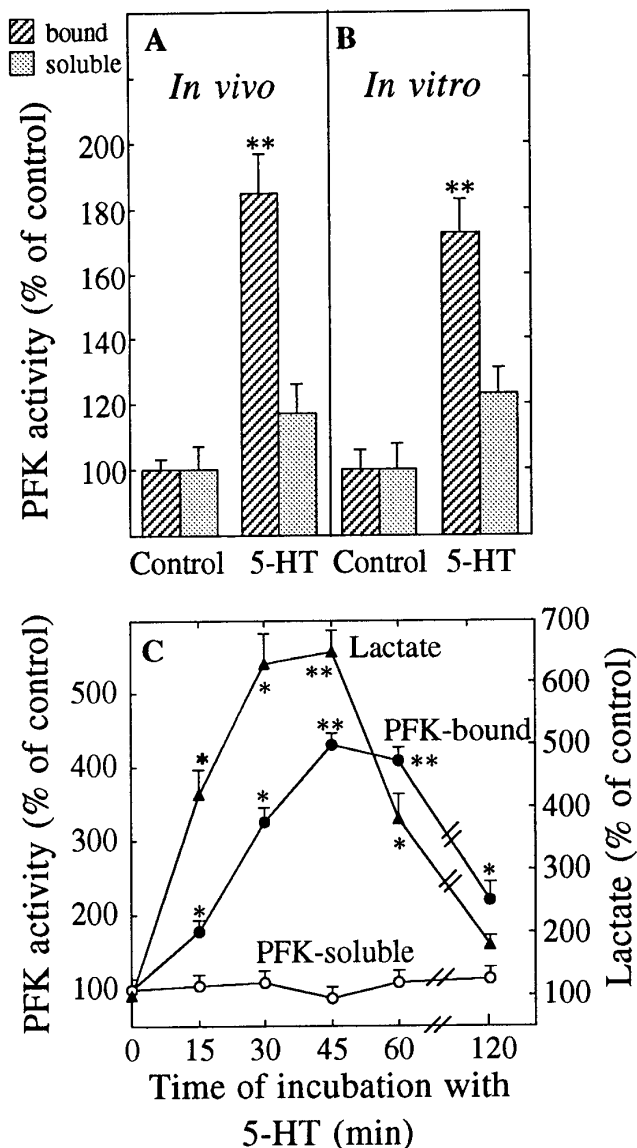 bound
soluble
A
B
In vivo
In vitro
PFK activity (% of control)
200
180
160
140
120
100
**
**
Control 5-HT Control 5-HT
C
PFK activity (% of control)
500
400
300
200
100
Lactate (% of control)
700
600
500
400
300
200
100
Lactate
PFK-bound
PFK-soluble
*
*
**
*
*
*
**
**
*
0 15 30 45 60 120
Time of incubation with
5-HT (min)